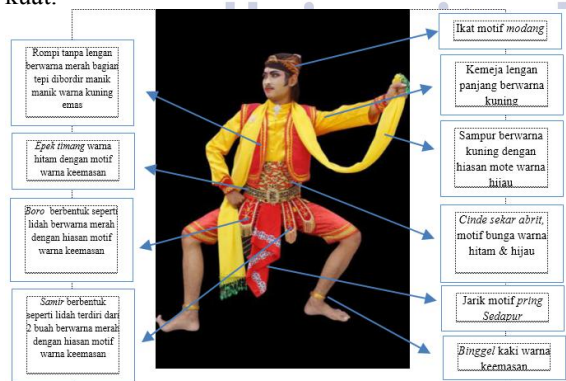 kuat.
Rompi tanpa lengan
berwarna merah bagian
tepi dibordir manik
manik warna kuning
emas
Epek timang warna
hitam dengan motif
warna keemasan
Boro berbentuk seperti
lidah berwarna merah
dengan hiasan motif
warna keemasan
Samir berbentuk
seperti lidah terdiri dari
2 buah berwarna merah
dengan hiasan motif
warna keemasan
Ikat motif modang
Kemeja lengan
panjang berwarna
kuning
Sampur berwarna
kuning dengan
hiasan mote warna
hijau
Cinde sekar abrit,
motif bunga warna
hitam & hijau
Jarik motif pring
Sedapur
Binggel kaki warna
keemasan